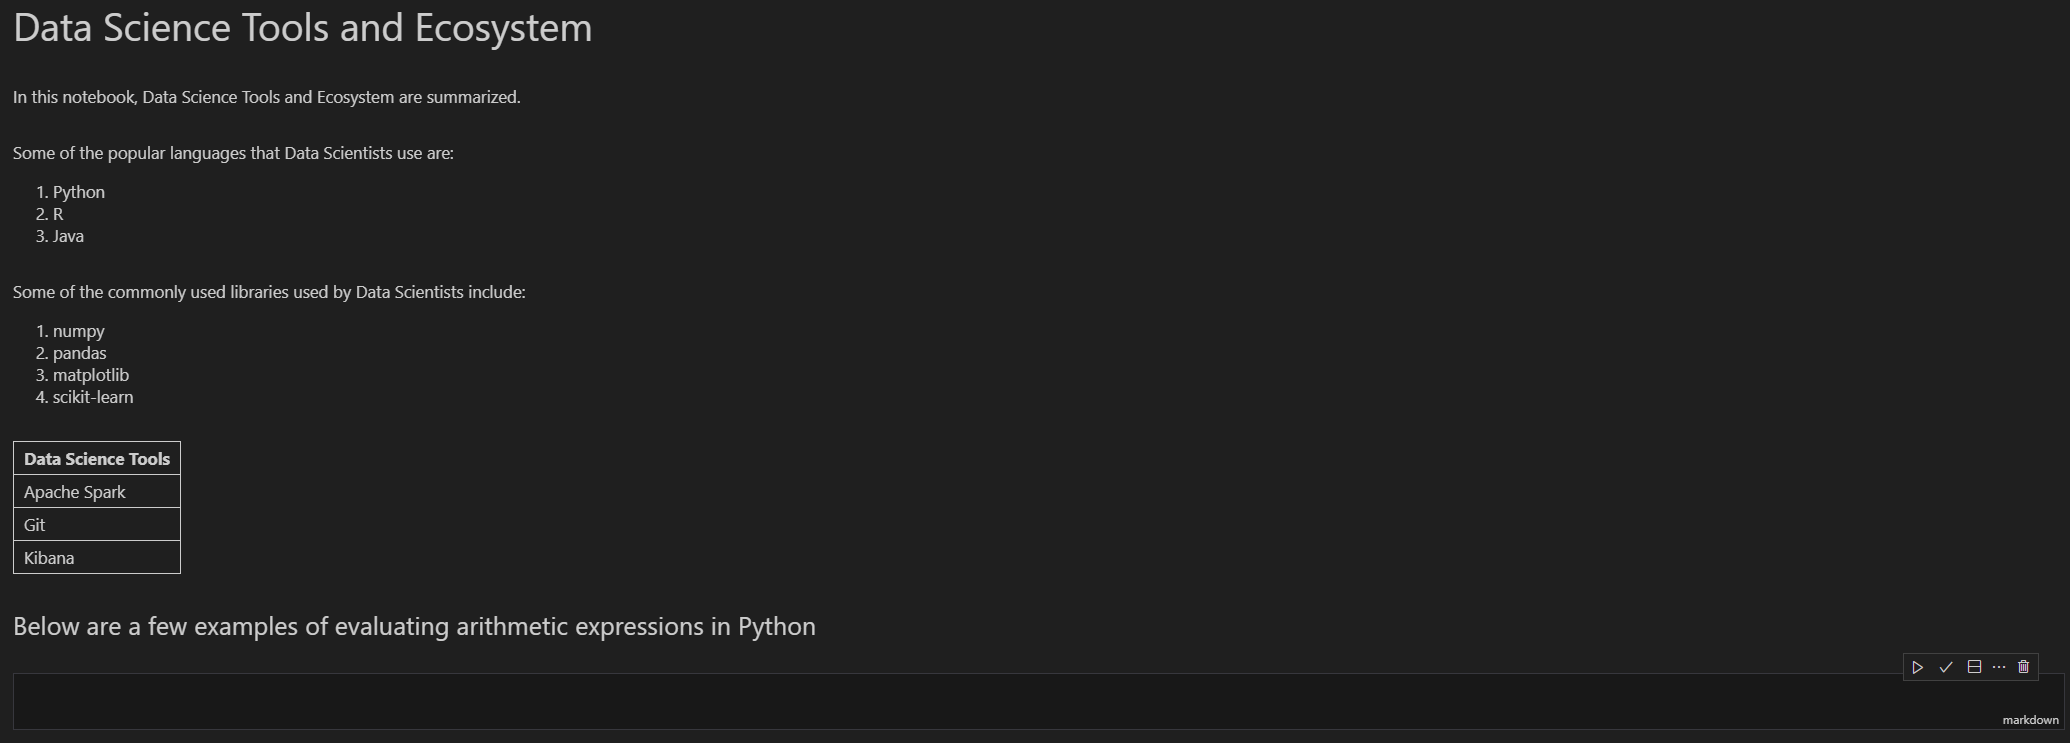 Data Science Tools and Ecosystem
In this notebook, Data Science Tools and Ecosystem are summarized.
Some of the popular languages that Data Scientists use are:
1. Python
2. R
3. Java
Some of the commonly used libraries used by Data Scientists include:
1. numpy
2. pandas
3. matplotlib
4. scikit-learn
Data Science Tools
Apache Spark
Git
Kibana
Below are a few examples of evaluating arithmetic expressions in Python
markdown